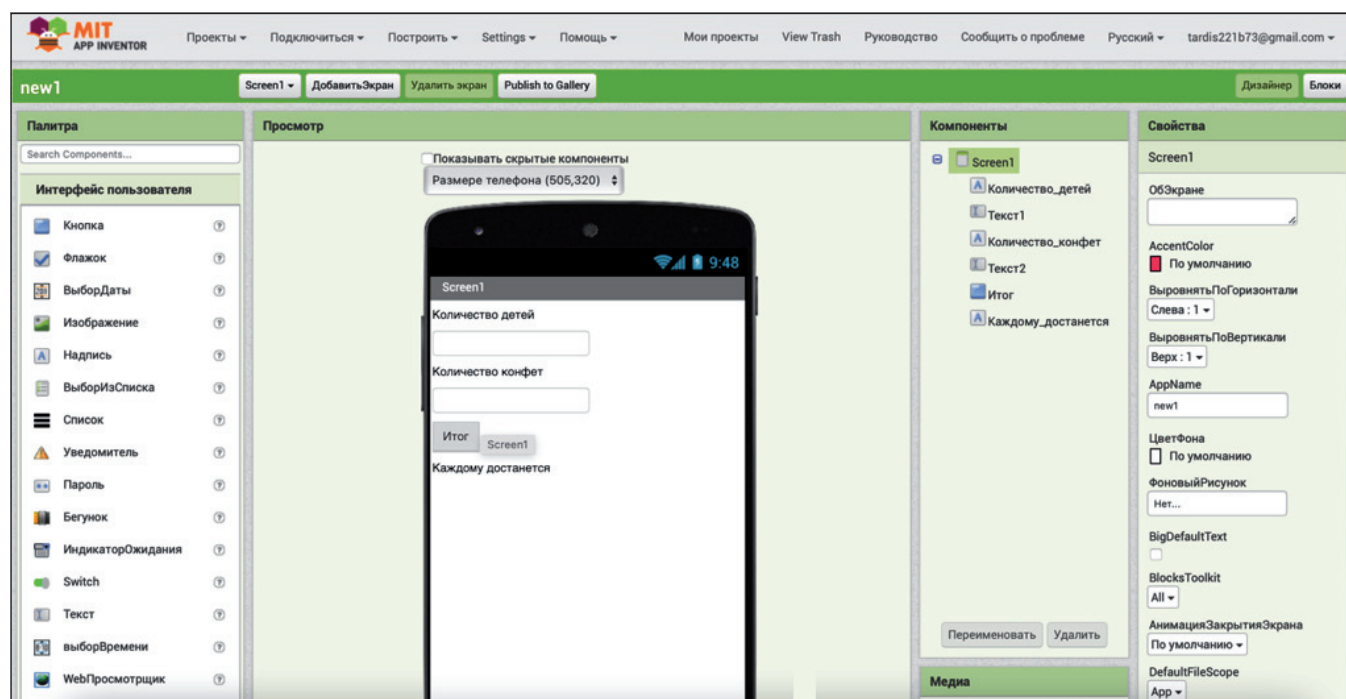 MIT
APP INVENTOR
Проекты Подключиться Построить Settings Помощь Мои проекты View Trash Руководство Сообщить о проблеме Русский tardis221b73@gmail.com
new1 Screen1 ДобавитьЭкран Удалить экран Publish to Gallery Дизайнер Блоки
Палитра
Search Components...
Интерфейс пользователя
Кнопка
Флажок
ВыборДаты
Изображение
Надпись
ВыборИзСписка
Список
Уведомитель
Пароль
Бегунок
ИндикаторОжидания
Switch
Текст
выборВремени
WebПросмотрщик
Просмотр
Показывать скрытые компоненты
Размере телефона (505,320)
9:48
Screen1
Количество детей
Количество конфет
Итог
Screen1
Каждому достанется
Компоненты
Screen1
Количество_детей
Текст1
Количество_конфет
Текст2
Итог
Каждому_достанется
Переименовать Удалить
Медиа
Свойства
Screen1
ОбЭкране
AccentColor
По умолчанию
ВыровнятьПоГоризонтали
Слева : 1
ВыровнятьПоВертикали
Верх : 1
AppName
new1
ЦветФона
По умолчанию
ФоновыйРисунок
Нет...
BigDefaultText
BlocksToolkit
All
АнимацияЗакрытияЭкрана
По умолчанию
DefaultFileScope
App